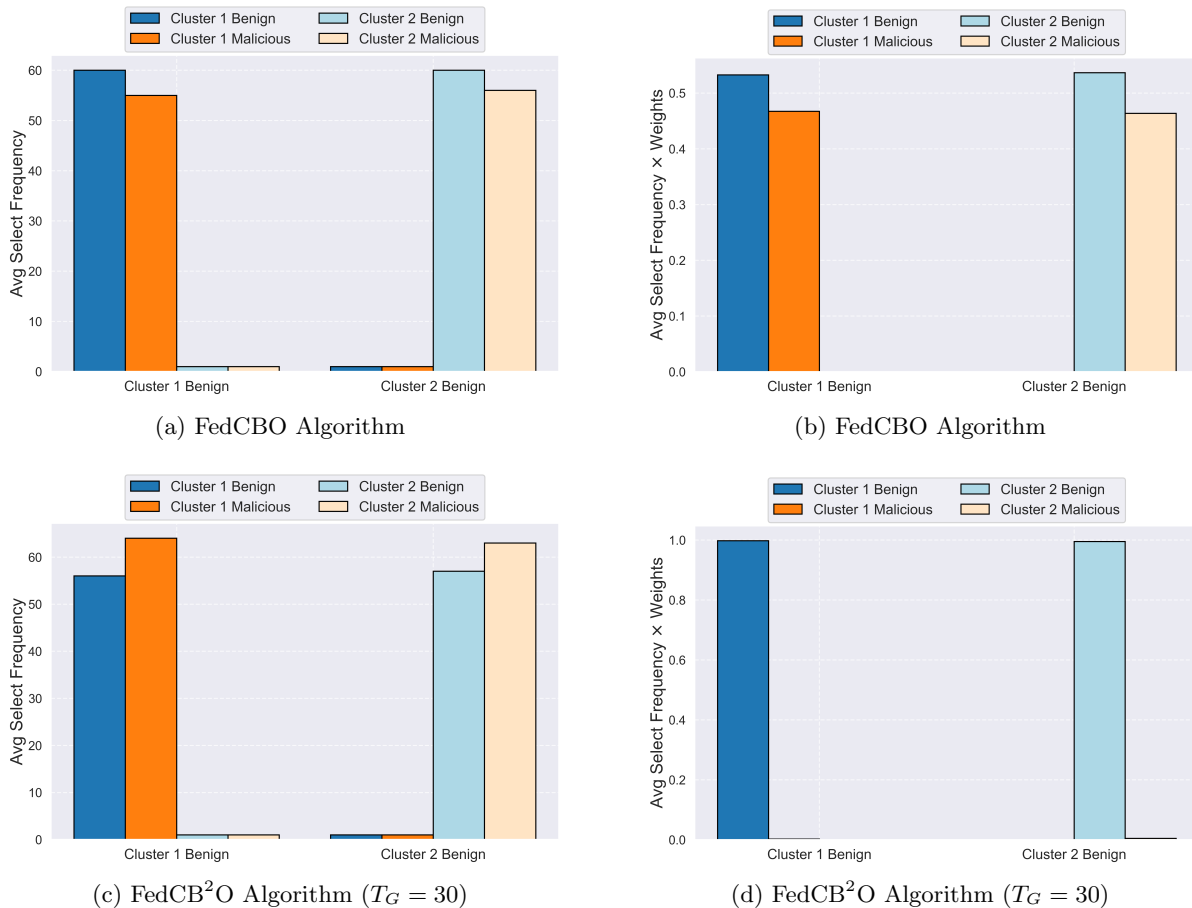 Cluster 1 Benign
Cluster 2 Benign
Cluster 1 Malicious
Cluster 2 Malicious
Avg Select Frequency
60
50
40
30
20
10
0
Cluster 1 Benign
Cluster 2 Benign
(a) FedCBO Algorithm
Cluster 1 Benign
Cluster 2 Benign
Cluster 1 Malicious
Cluster 2 Malicious
Avg Select Frequency × Weights
0.5
0.4
0.3
0.2
0.1
0.0
Cluster 1 Benign
Cluster 2 Benign
(b) FedCBO Algorithm
Cluster 1 Benign
Cluster 2 Benign
Cluster 1 Malicious
Cluster 2 Malicious
Avg Select Frequency
60
50
40
30
20
10
0
Cluster 1 Benign
Cluster 2 Benign
(c) FedCB²O Algorithm (T_G = 30)
Cluster 1 Benign
Cluster 2 Benign
Cluster 1 Malicious
Cluster 2 Malicious
Avg Select Frequency × Weights
1.0
0.8
0.6
0.4
0.2
0.0
Cluster 1 Benign
Cluster 2 Benign
(d) FedCB²O Algorithm (T_G = 30)